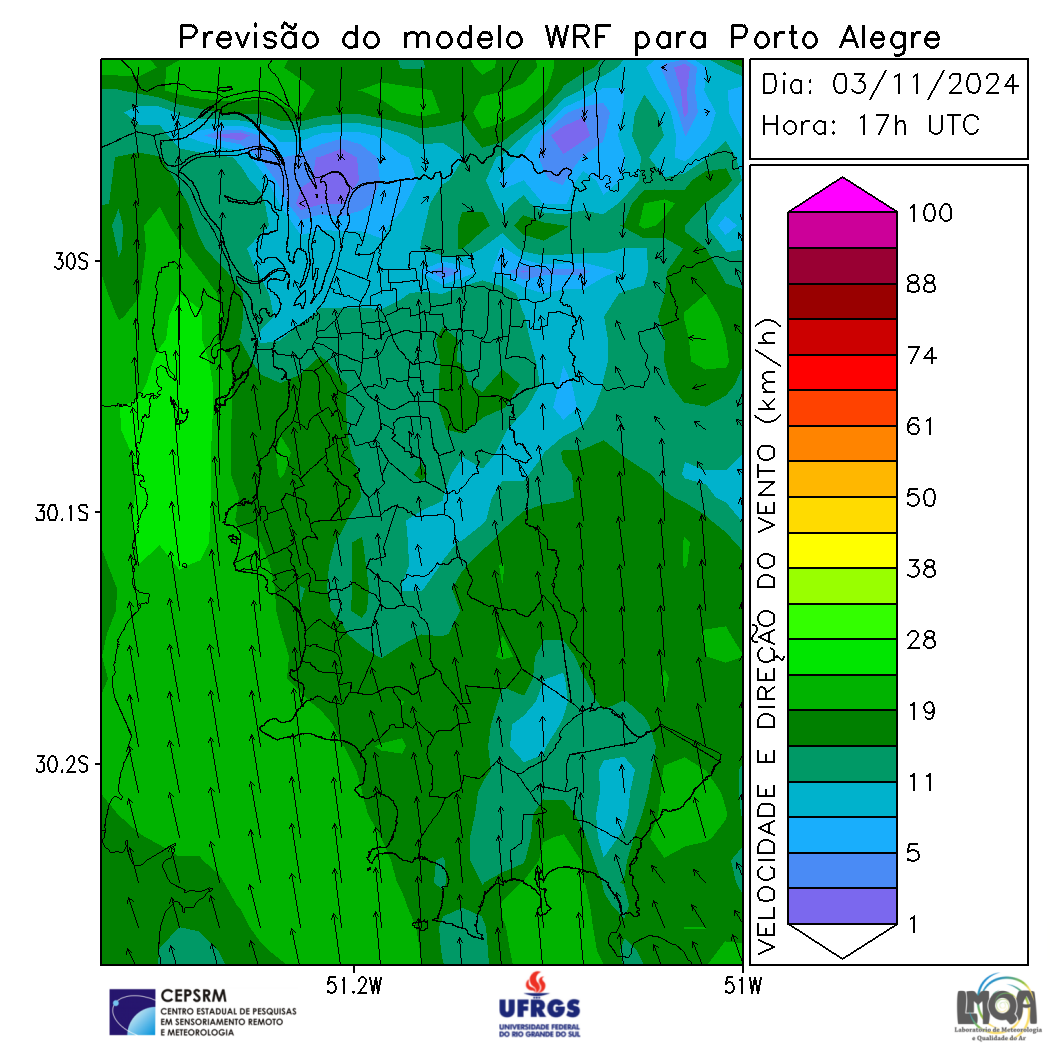 Previsão do modelo WRF para Porto Alegre
Dia: 03/11/2024
Hora: 17h UTC
30S
30.1S
30.2S
51.2W
51W
VELOCIDADE E DIREÇÃO DO VENTO (km/h)
100
88
74
61
50
38
28
19
11
5
1
CEPSRM
CENTRO ESTADUAL DE PESQUISAS
EM SENSORIAMENTO REMOTO
E METEOROLOGIA
UFRGS
UNIVERSIDADE FEDERAL
DO RIO GRANDE DO SUL
LMQA
Laboratório de Meteorologia
e Qualidade do Ar